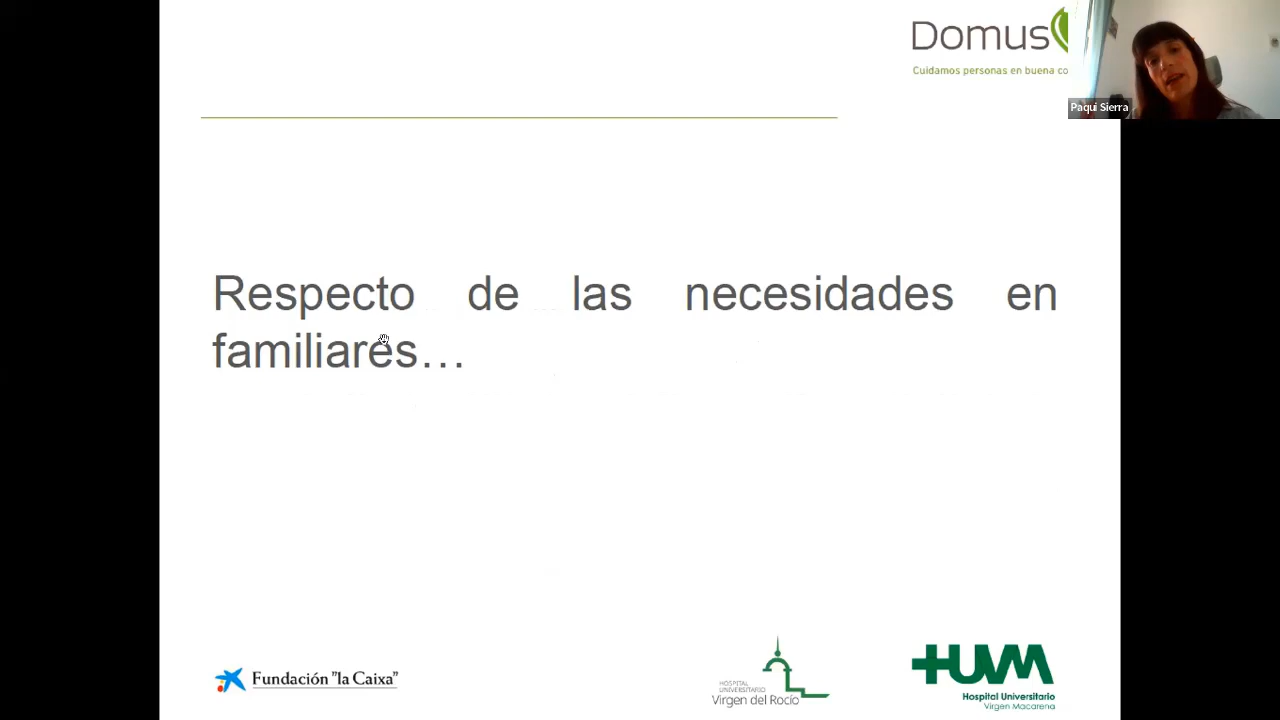 Domus
Cuidamos personas en buena co
Paqui Sierra
Respecto de las necesidades en
familiares…
Fundación "la Caixa"
HOSPITAL
UNIVERSITARIO
Virgen del Rocío
HUVM
Hospital Universitario
Virgen Macarena